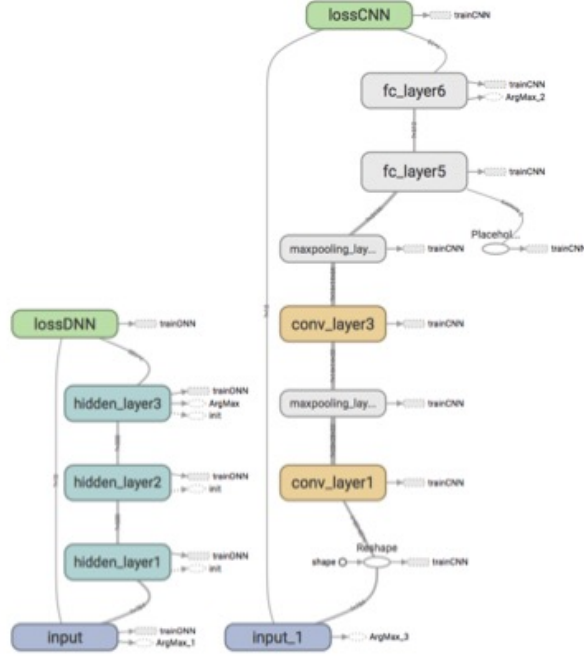 lossCNN
trainCNN
fc_layer6
trainCNN
ArgMax_2
fc_layer5
trainCNN
Placehol...
trainCNN
maxpooling_lay...
trainCNN
conv_layer3
trainCNN
maxpooling_lay...
trainCNN
conv_layer1
trainCNN
Reshape
shape
trainCNN
input_1
ArgMax_3
lossDNN
trainDNN
hidden_layer3
trainDNN
ArgMax
init
hidden_layer2
trainDNN
init
hidden_layer1
trainDNN
init
input
trainDNN
ArgMax_1